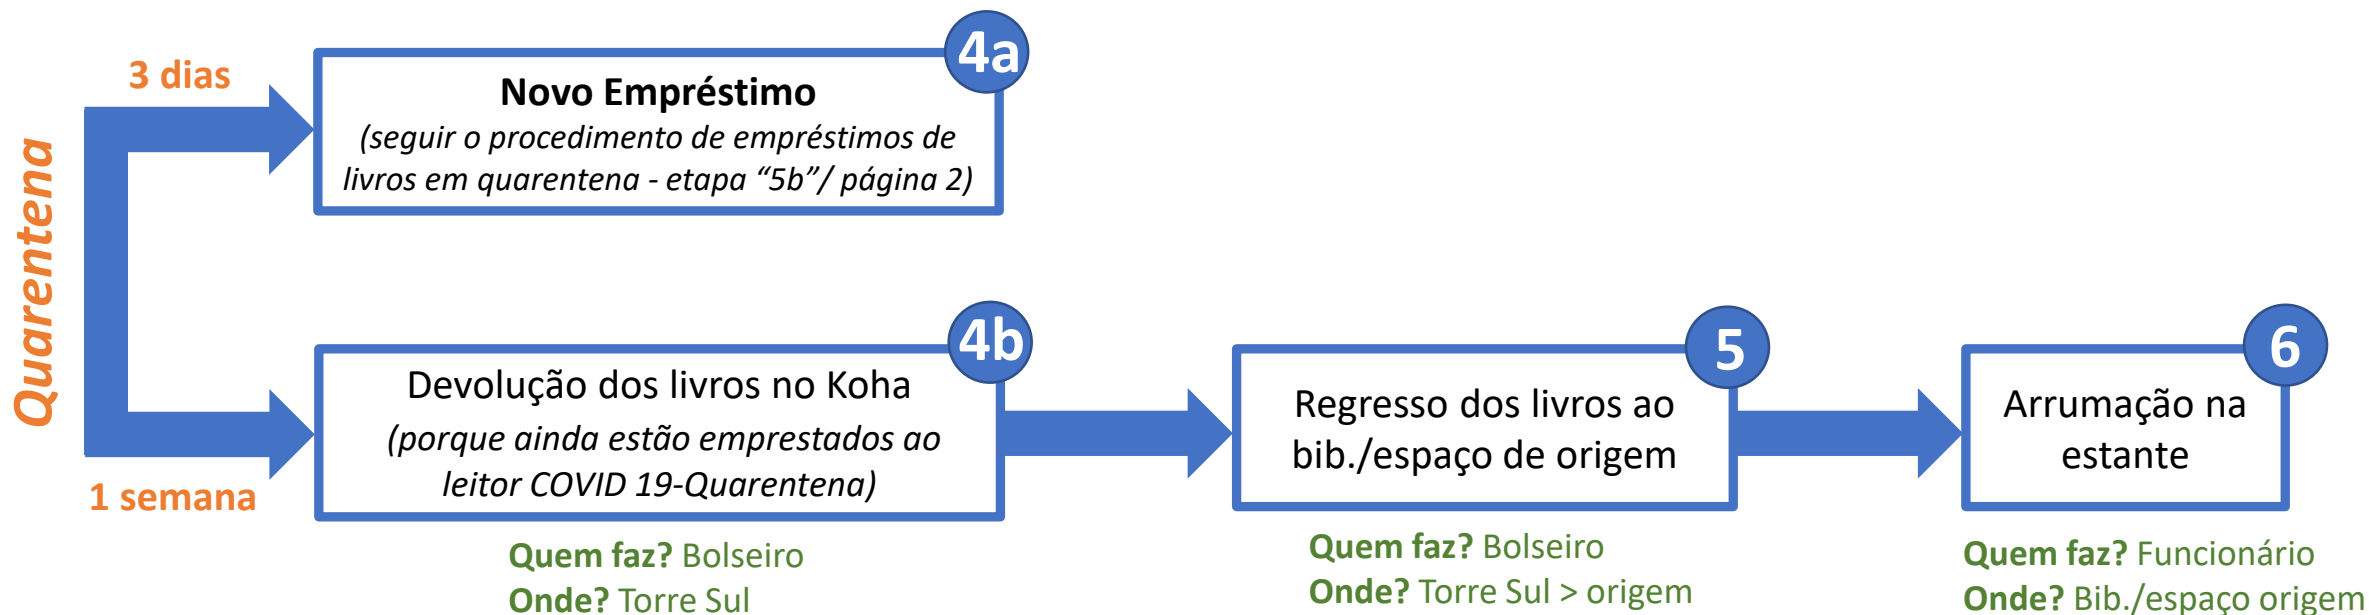 Quarentena
3 dias
4a
Novo Empréstimo
(seguir o procedimento de empréstimos de
livros em quarentena - etapa “5b”/ página 2)
1 semana
4b
Devolução dos livros no Koha
(porque ainda estão emprestados ao
leitor COVID 19-Quarentena)
Quem faz? Bolseiro
Onde? Torre Sul
5
Regresso dos livros ao
bib./espaço de origem
Quem faz? Bolseiro
Onde? Torre Sul > origem
6
Arrumação na
estante
Quem faz? Funcionário
Onde? Bib./espaço origem